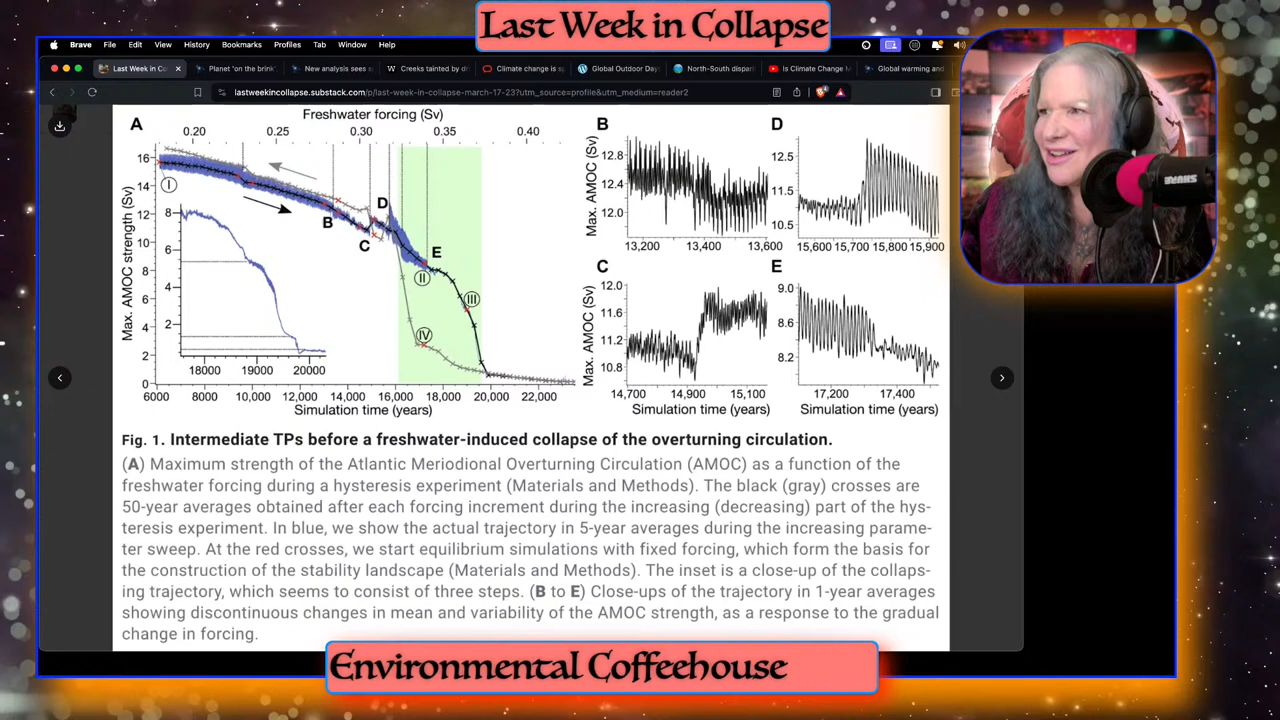 Last Week in Collapse
Brave File Edit View History Bookmarks Profiles Tab Window Help
Last Week in Co
Planet 'on the brink'
New analysis sees
Creeks tainted by
Climate change is
Global Outdoor Day
North-South dispari
Is Climate Change M
Global warming and
lastweekincollapse.substack.com/p/last-week-in-collapse-march-17-23?utm_source=profile&utm_medium=reader2
A
Freshwater forcing (Sv)
0.20 0.25 0.30 0.35 0.40
Max. AMOC strength (Sv)
16
14
12
10
8
6
4
2
0
I
B
C
D
E
II
III
IV
8
6
4
2
18000 19000 20000
6000 8000 10,000 12,000 14,000 16,000 18,000 20,000 22,000
Simulation time (years)
B
Max. AMOC (Sv)
12.8
12.4
12.0
13,200 13,400 13,600
D
12.5
11.5
10.5
15,600 15,700 15,800 15,900
C
Max. AMOC (Sv)
12.0
11.6
11.2
10.8
14,700 14,900 15,100
Simulation time (years)
E
9.0
8.6
8.2
17,200 17,400
Simulation time (years)
Fig. 1. Intermediate TPs before a freshwater-induced collapse of the overturning circulation.
(A) Maximum strength of the Atlantic Meridional Overturning Circulation (AMOC) as a function of the
freshwater forcing during a hysteresis experiment (Materials and Methods). The black (gray) crosses are
50-year averages obtained after each forcing increment during the increasing (decreasing) part of the hys-
teresis experiment. In blue, we show the actual trajectory in 5-year averages during the increasing parame-
ter sweep. At the red crosses, we start equilibrium simulations with fixed forcing, which form the basis for
the construction of the stability landscape (Materials and Methods). The inset is a close-up of the collaps-
ing trajectory, which seems to consist of three steps. (B to E) Close-ups of the trajectory in 1-year averages
showing discontinuous changes in mean and variability of the AMOC strength, as a response to the gradual
change in forcing.
SHURE
Environmental Coffeehouse